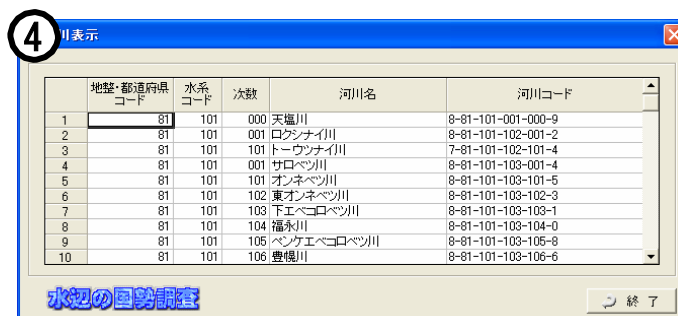 ④ 川表示
地整・都道府県コード 水系コード 次数 河川名 河川コード
1 81 101 000 天塩川 8-81-101-001-000-9
2 81 101 001 ロクシナイ川 8-81-101-102-001-2
3 81 101 101 トーウツナイ川 7-81-101-102-101-4
4 81 101 001 サロベツ川 8-81-101-103-001-4
5 81 101 101 オンネベツ川 8-81-101-103-101-5
6 81 101 102 東オンネベツ川 8-81-101-103-102-3
7 81 101 103 下エベコロベツ川 8-81-101-103-103-1
8 81 101 104 福永川 8-81-101-103-104-0
9 81 101 105 ペンケエベコロベツ川 8-81-101-103-105-8
10 81 101 106 豊幌川 8-81-101-103-106-6
水辺の国勢調査
終 了